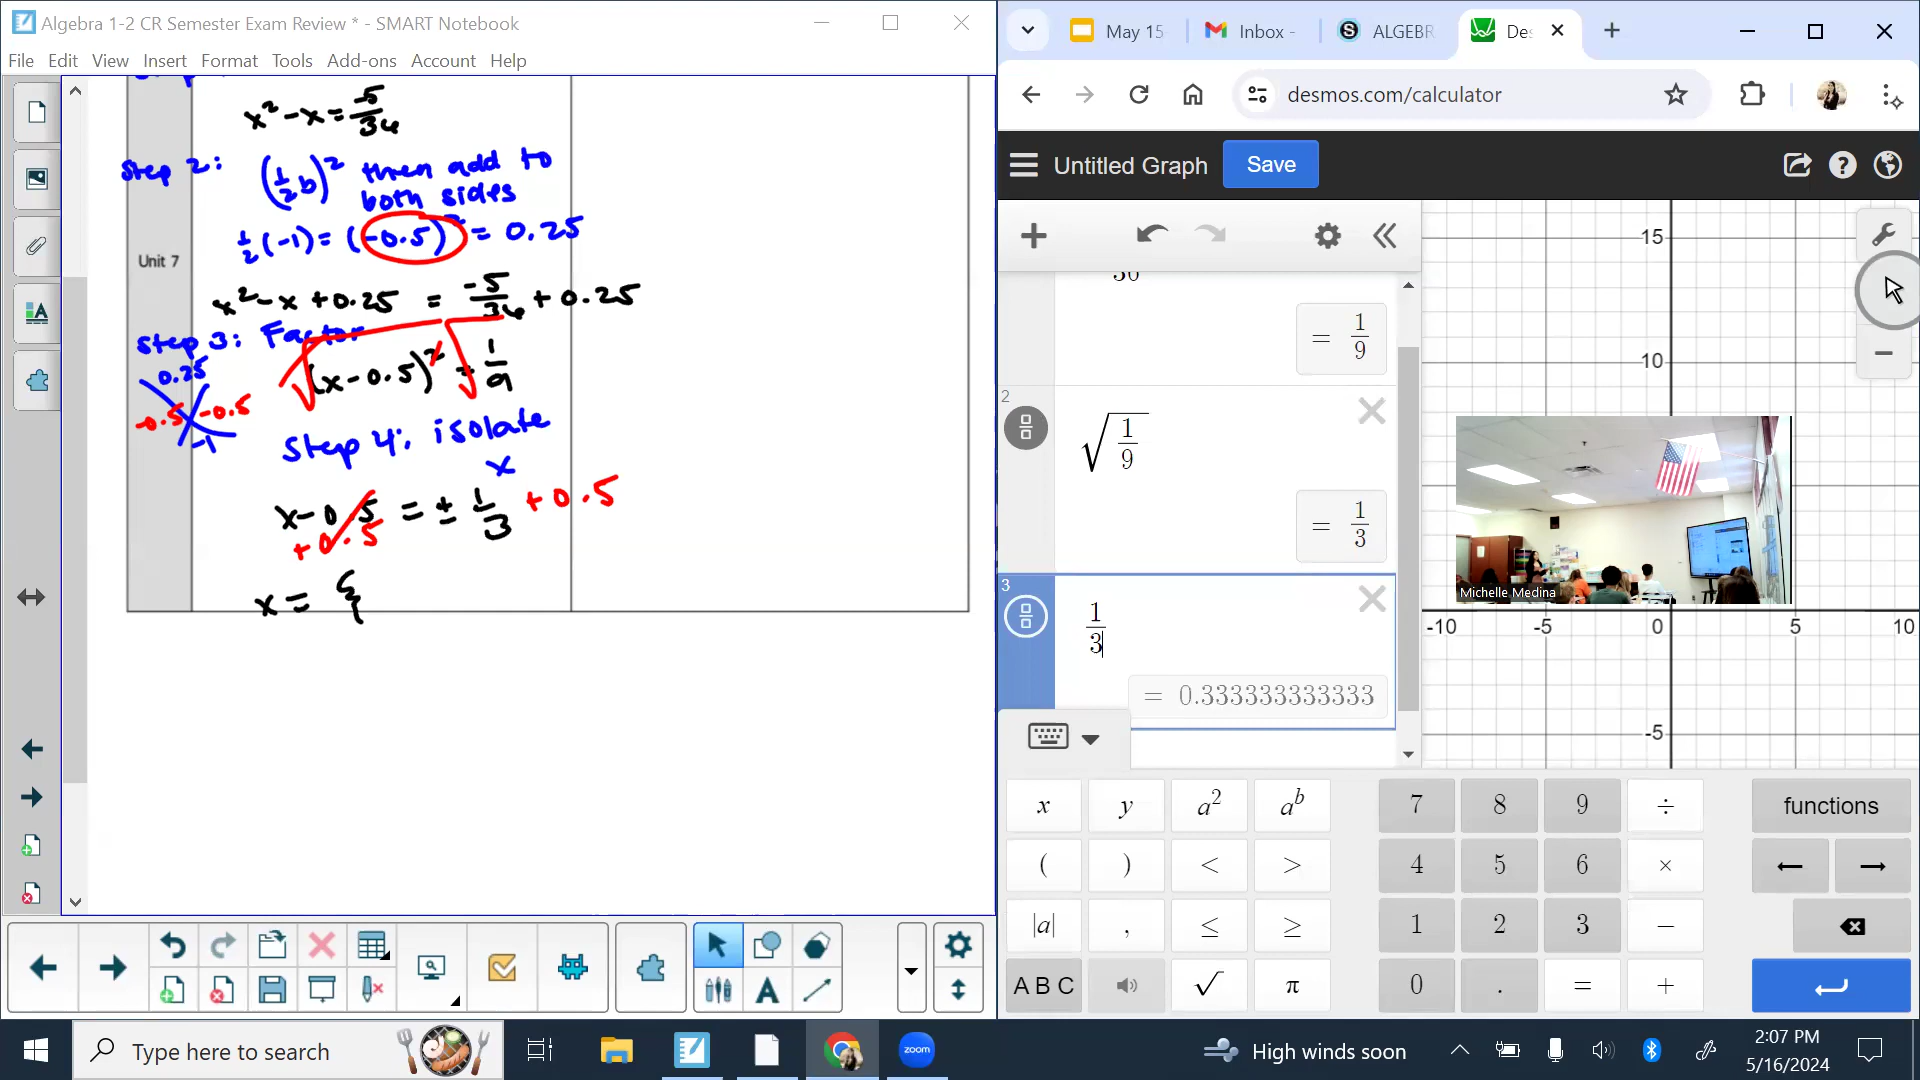 Algebra 1-2 CR Semester Exam Review * - SMART Notebook
File Edit View Insert Format Tools Add-ons Account Help
x² - x = -5/36
Step 2: (1/2 b)² then add to
both sides
1/2 (-1) = (-0.5)² = 0.25
Unit 7
x² - x + 0.25 = -5/36 + 0.25
Step 3: Factor
0.25
(x - 0.5)² = 1/9
-0.5 -0.5
-1
Step 4: isolate
x
x - 0.5 = ± 1/3 + 0.5
+0.5
x = {
May 15
Inbox -
ALGEBR
Des
desmos.com/calculator
Untitled Graph
Save
36
= 1/9
2
√(1/9)
= 1/3
3
1/3
= 0.333333333333
15
10
-10 -5 0 5 10
-5
Michelle Medina
x y a² a^b 7 8 9 ÷ functions
( ) < > 4 5 6 × ← →
|a| , ≤ ≥ 1 2 3 −
A B C √ π 0 . = +
Type here to search
zoom
High winds soon
2:07 PM
5/16/2024